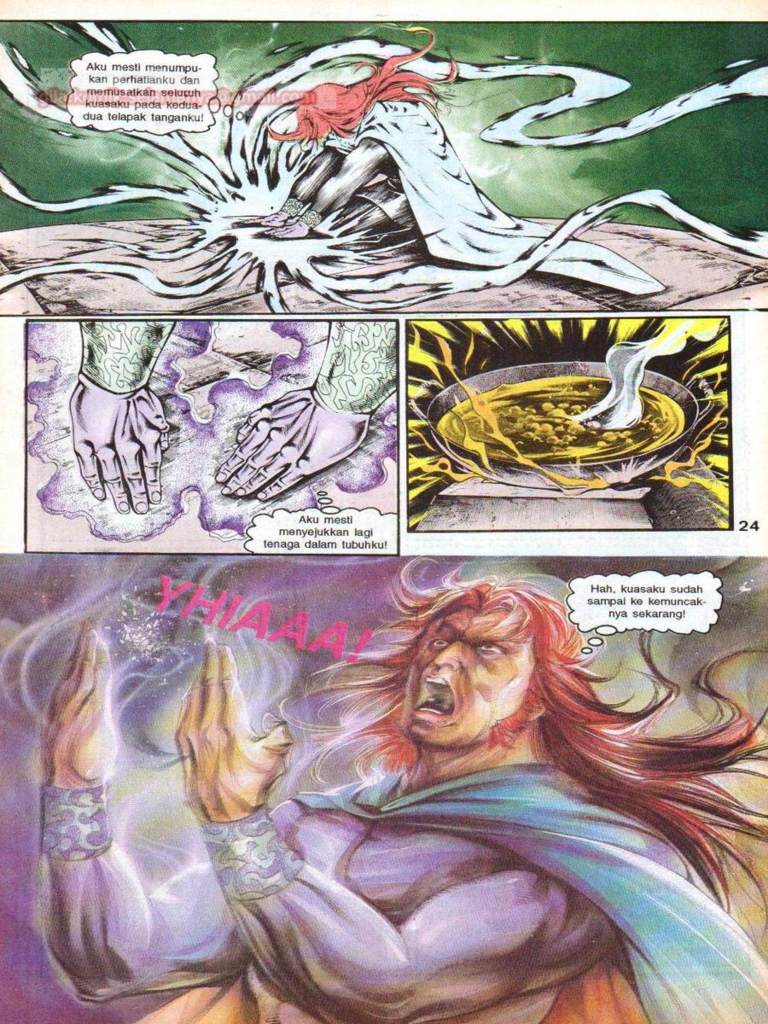 Aku mesti menumpu-
kan perhatianku dan
memusatkan seluruh
kuasaku pada kedua-
dua telapak tanganku!
Aku mesti
menyejukkan lagi
tenaga dalam tubuhku!
24
YHIAAA!
Hah, kuasaku sudah
sampai ke kemuncak-
nya sekarang!